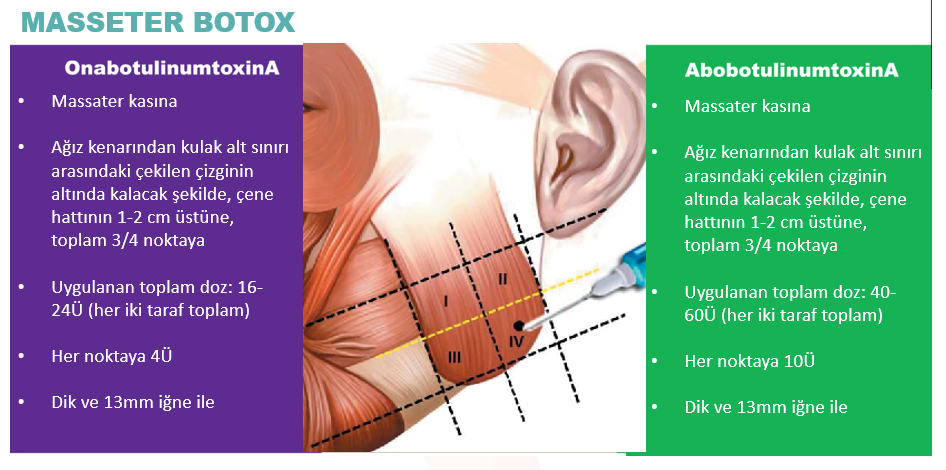 MASSETER BOTOX
OnabotulinumtoxinA
• Massater kasına
• Ağız kenarından kulak alt sınırı
arasındaki çekilen çizginin
altında kalacak şekilde, çene
hattının 1-2 cm üstüne,
toplam 3/4 noktaya
• Uygulanan toplam doz: 16-
24Ü (her iki taraf toplam)
• Her noktaya 4Ü
• Dik ve 13mm iğne ile
I
II
III
IV
AbobotulinumtoxinA
• Massater kasına
• Ağız kenarından kulak alt sınırı
arasındaki çekilen çizginin
altında kalacak şekilde, çene
hattının 1-2 cm üstüne,
toplam 3/4 noktaya
• Uygulanan toplam doz: 40-
60Ü (her iki taraf toplam)
• Her noktaya 10Ü
• Dik ve 13mm iğne ile